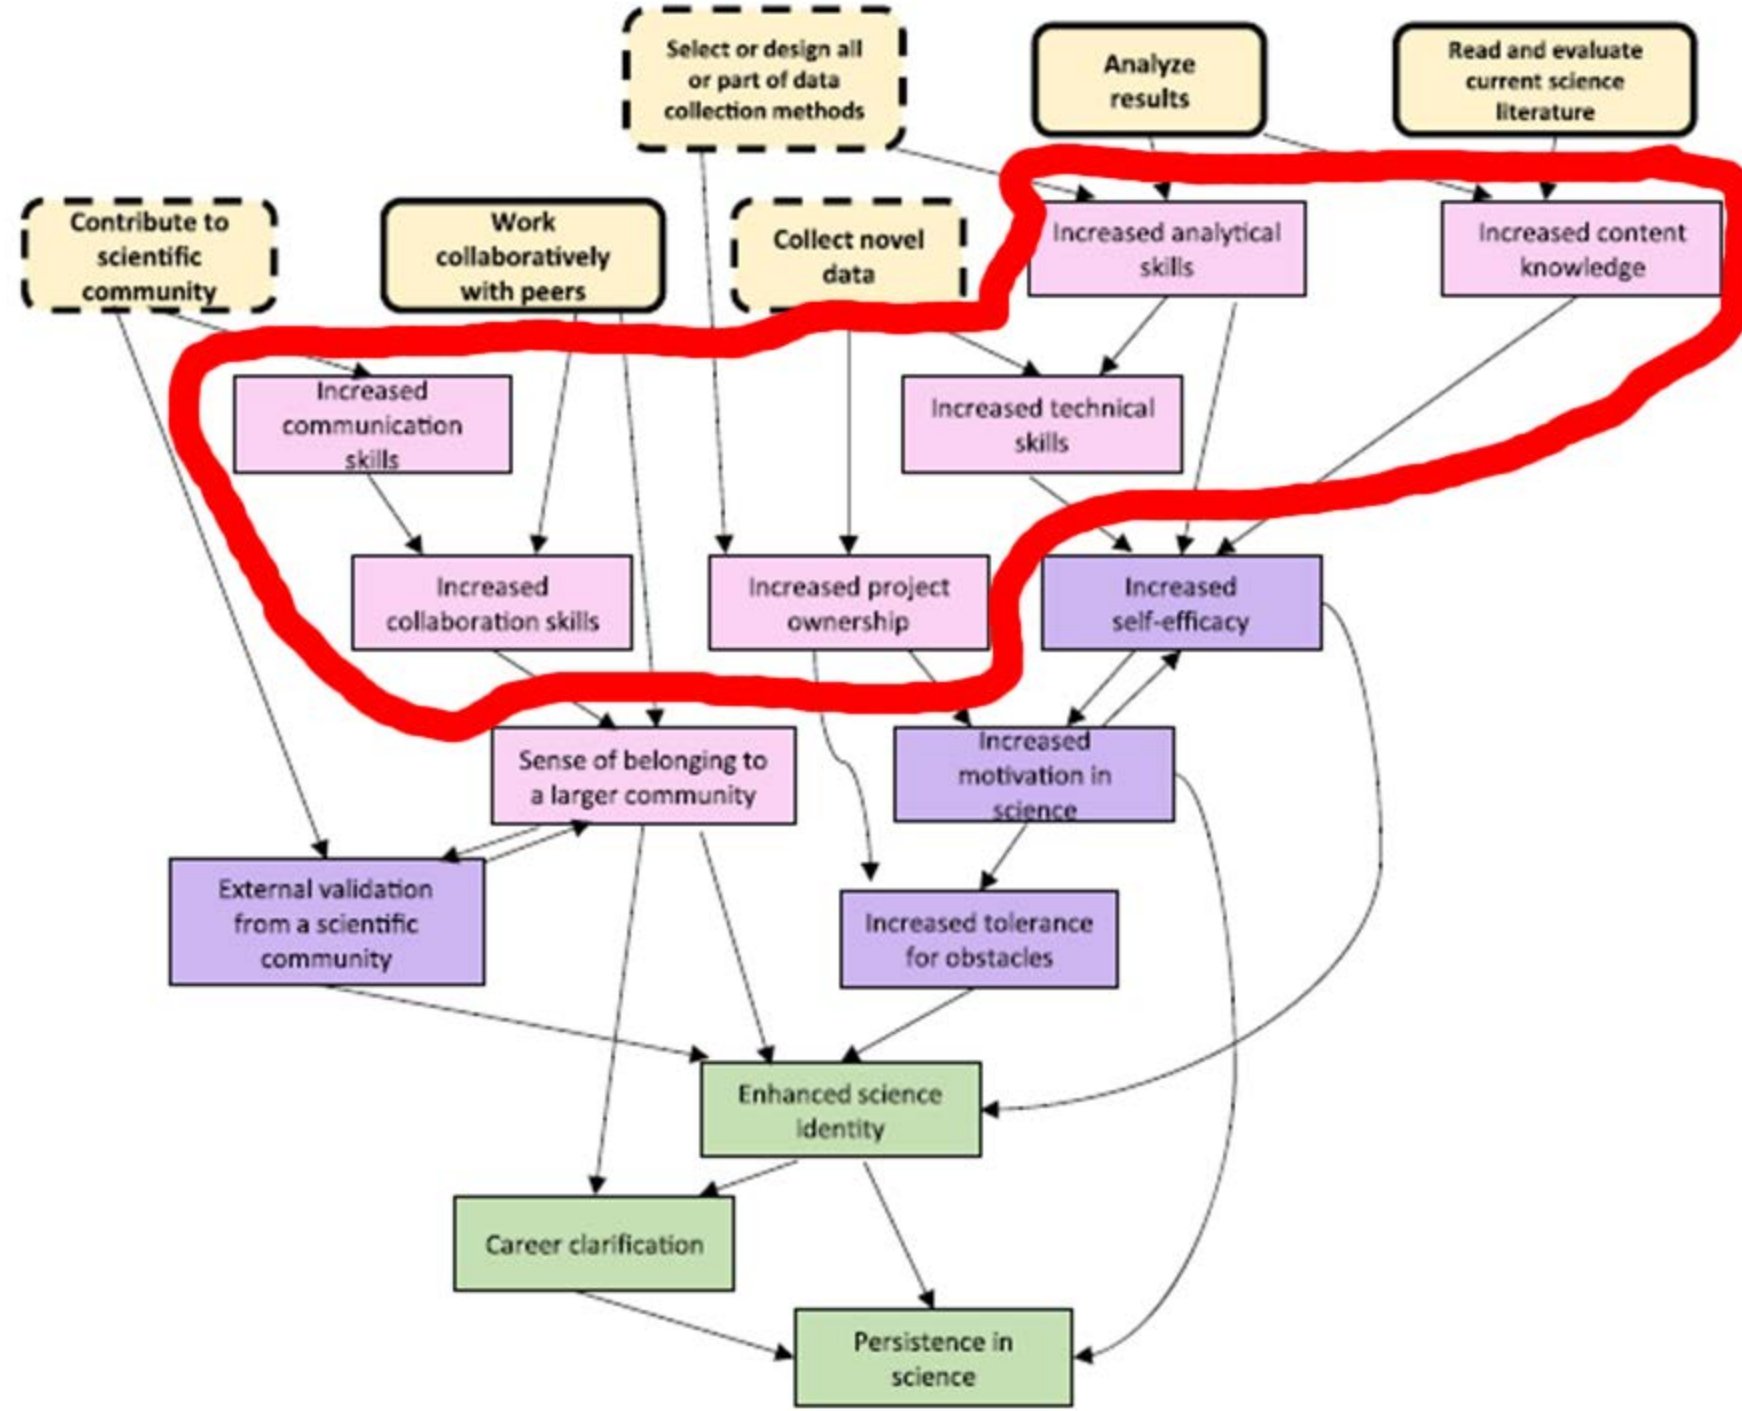 Select or design all
or part of data
collection methods
Analyze
results
Read and evaluate
current science
literature
Contribute to
scientific
community
Work
collaboratively
with peers
Collect novel
data
Increased analytical
skills
Increased content
knowledge
Increased
communication
skills
Increased technical
skills
Increased
collaboration skills
Increased project
ownership
Increased
self-efficacy
Sense of belonging to
a larger community
Increased
motivation in
science
External validation
from a scientific
community
Increased tolerance
for obstacles
Enhanced science
identity
Career clarification
Persistence in
science